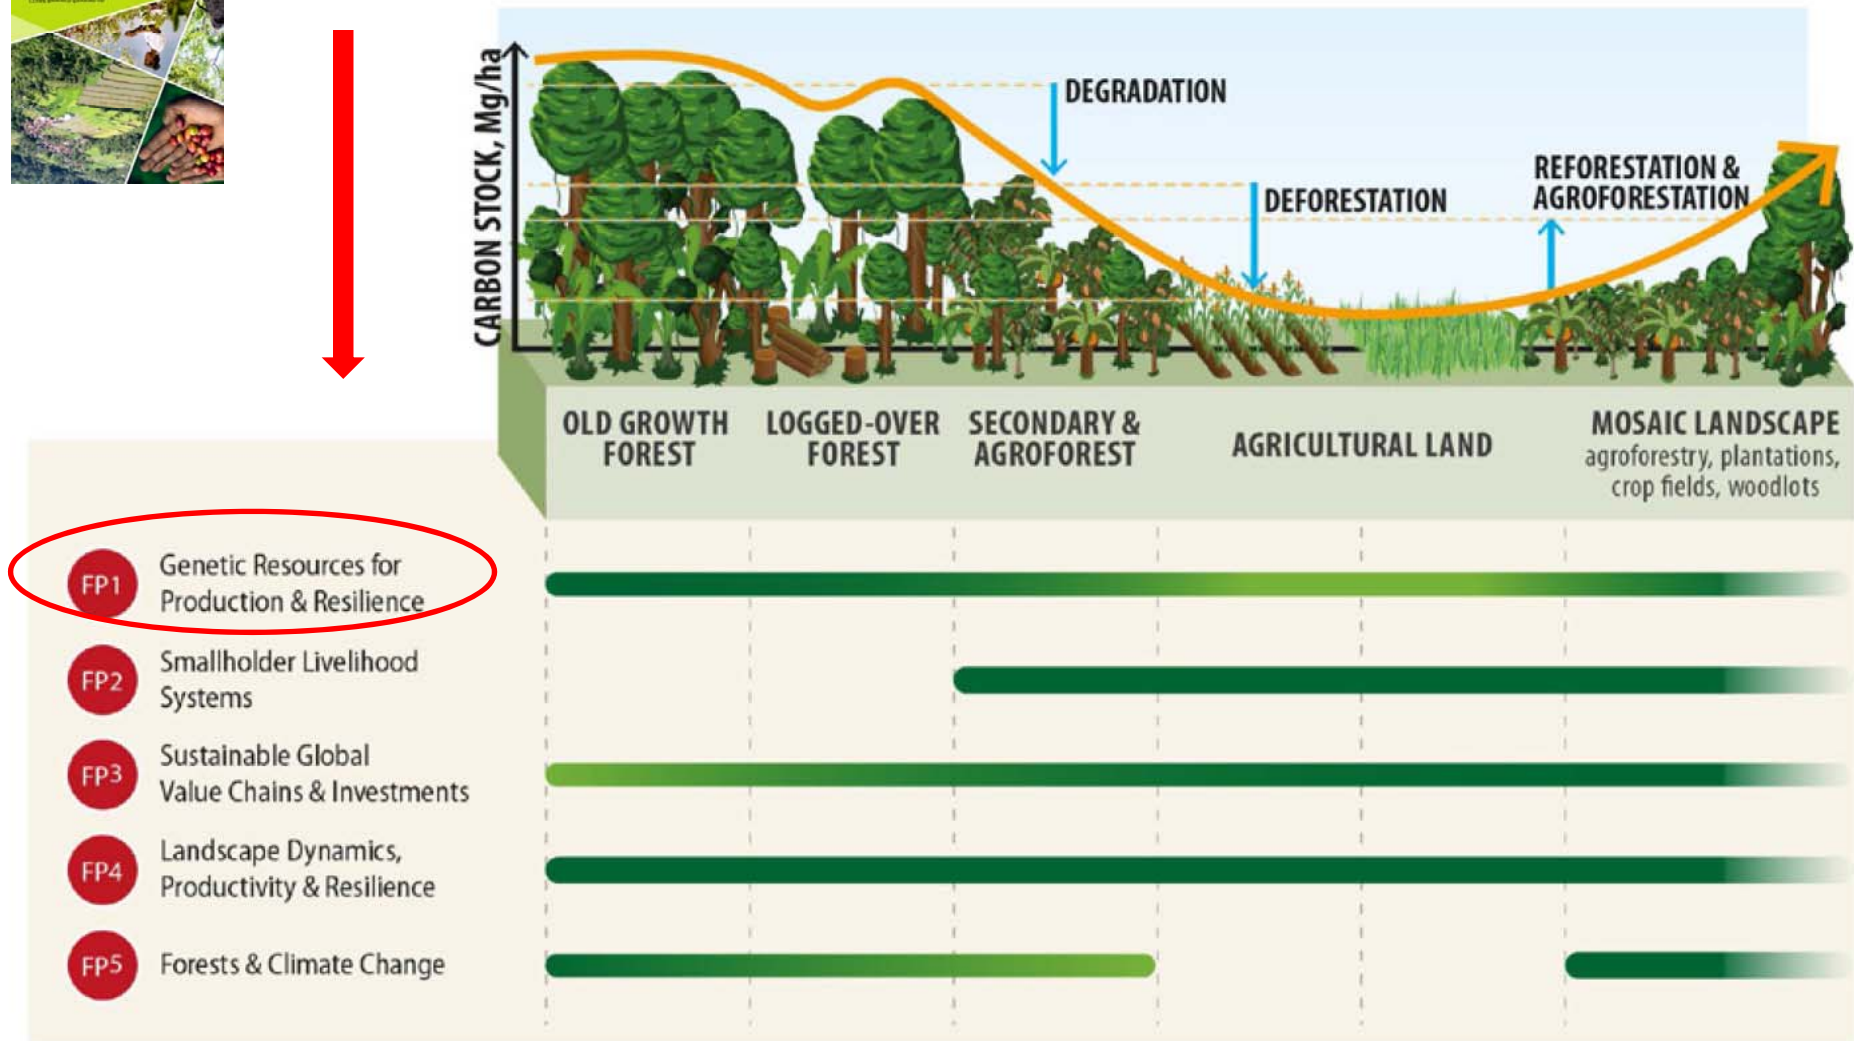 CARBON STOCK, Mg/ha
DEGRADATION
DEFORESTATION
REFORESTATION &
AGROFORESTATION
OLD GROWTH
FOREST
LOGGED-OVER
FOREST
SECONDARY &
AGROFOREST
AGRICULTURAL LAND
MOSAIC LANDSCAPE
agroforestry, plantations,
crop fields, woodlots
FP1
Genetic Resources for
Production & Resilience
FP2
Smallholder Livelihood
Systems
FP3
Sustainable Global
Value Chains & Investments
FP4
Landscape Dynamics,
Productivity & Resilience
FP5
Forests & Climate Change